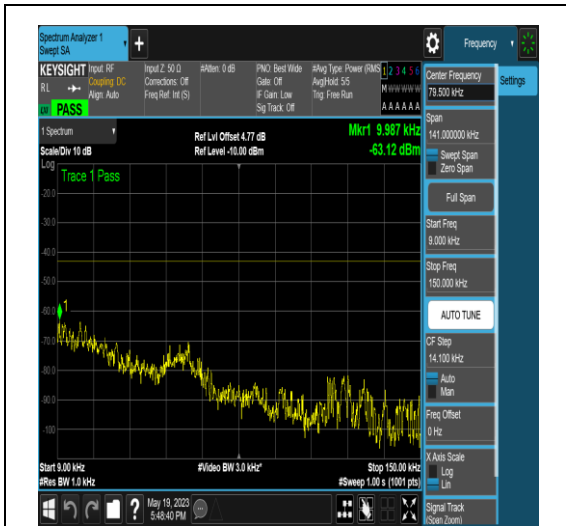 Spectrum Analyzer 1
Swept SA
+
Frequency
KEYSIGHT
RL
PASS
Input: RF
Coupling: DC
Align: Auto
Input Z: 50 Ω
Corrections: Off
Freq Ref: Int (S)
#Atten: 0 dB
PNO: Best Wide
Gate: Off
IF Gain: Low
Sig Track: Off
#Avg Type: Power (RMS
Avg|Hold: 5/5
Trig: Free Run
1 2 3 4 5 6
M W W W W W
A A A A A A
1 Spectrum
Scale/Div 10 dB
Ref Lvl Offset 4.77 dB
Ref Level -10.00 dBm
Mkr1 9.987 kHz
-63.12 dBm
Log
Trace 1 Pass
-20.0
-30.0
-40.0
-50.0
-60.0
1
-70.0
-80.0
-90.0
-100
Start 9.00 kHz
#Res BW 1.0 kHz
#Video BW 3.0 kHz*
Stop 150.00 kHz
#Sweep 1.00 s (1001 pts)
May 19, 2023
5:48:40 PM
?
Center Frequency
79.500 kHz
Settings
Span
141.000000 kHz
Swept Span
Zero Span
Full Span
Start Freq
9.000 kHz
Stop Freq
150.000 kHz
AUTO TUNE
CF Step
14.100 kHz
Auto
Man
Freq Offset
0 Hz
X Axis Scale
Log
Lin
Signal Track
(Span Zoom)